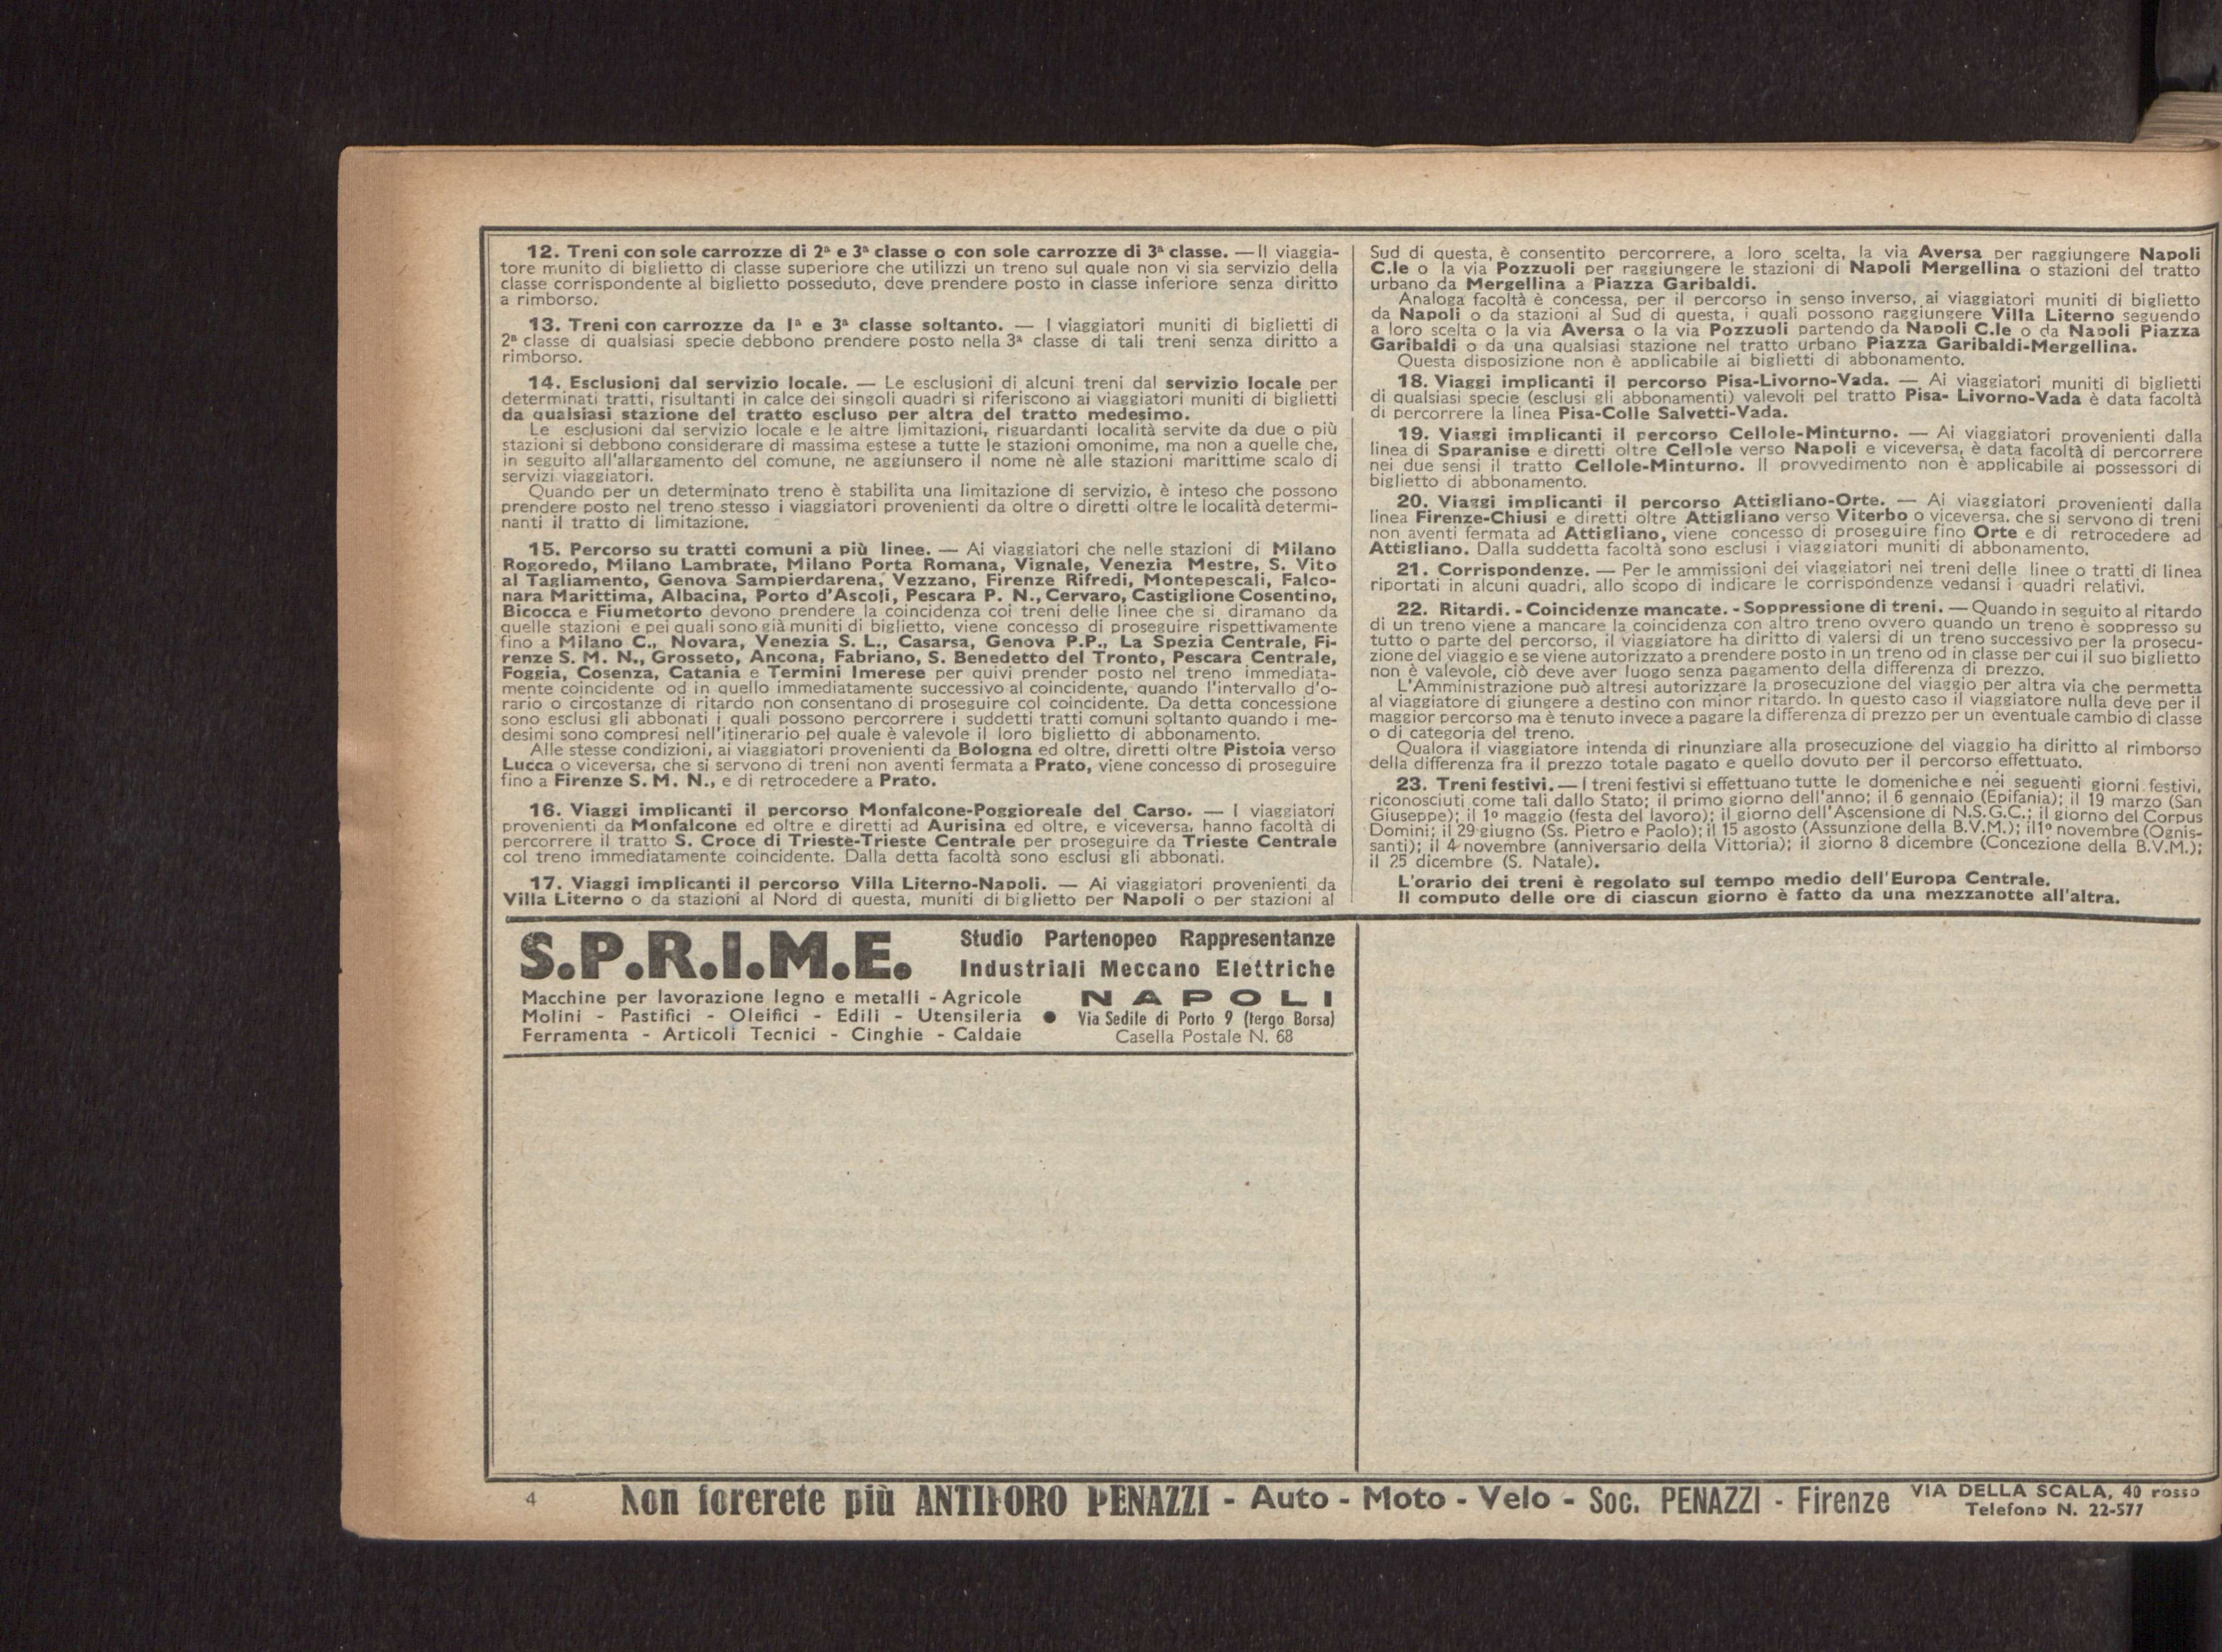 12. Treni con sole carrozze di 2ª e 3ª classe o con sole carrozze di 3ª classe. — Il viaggia-
tore munito di biglietto di classe superiore che utilizzi un treno sul quale non vi sia servizio della
classe corrispondente al biglietto posseduto, deve prendere posto in classe inferiore senza diritto
a rimborso.
13. Treni con carrozze da 1ª e 3ª classe soltanto. — I viaggiatori muniti di biglietti di
2ª classe di qualsiasi specie debbono prendere posto nella 3ª classe di tali treni senza diritto a
rimborso.
14. Esclusioni dal servizio locale. — Le esclusioni di alcuni treni dal servizio locale per
determinati tratti, risultanti in calce dei singoli quadri si riferiscono ai viaggiatori muniti di biglietti
da qualsiasi stazione del tratto escluso per altra del tratto medesimo.
Le esclusioni dal servizio locale e le altre limitazioni, riguardanti località servite da due o più
stazioni si debbono considerare di massima estese a tutte le stazioni omonime, ma non a quelle che,
in seguito all'allargamento del comune, ne aggiunsero il nome nè alle stazioni marittime scalo di
servizi viaggiatori.
Quando per un determinato treno è stabilita una limitazione di servizio, è inteso che possono
prendere posto nel treno stesso i viaggiatori provenienti da oltre o diretti oltre le località determi-
nanti il tratto di limitazione.
15. Percorso su tratti comuni a più linee. — Ai viaggiatori che nelle stazioni di Milano
Rogoredo, Milano Lambrate, Milano Porta Romana, Vignale, Venezia Mestre, S. Vito
al Tagliamento, Genova Sampierdarena, Vezzano, Firenze Rifredi, Montepescali, Falco-
nara Marittima, Albacina, Porto d'Ascoli, Pescara P. N., Cervaro, Castiglione Cosentino,
Bicocca e Fiumetorto devono prendere la coincidenza coi treni delle linee che si diramano da
quelle stazioni e pei quali sono già muniti di biglietto, viene concesso di proseguire rispettivamente
fino a Milano C., Novara, Venezia S. L., Casarsa, Genova P.P., La Spezia Centrale, Fi-
renze S. M. N., Grosseto, Ancona, Fabriano, S. Benedetto del Tronto, Pescara Centrale,
Foggia, Cosenza, Catania e Termini Imerese per quivi prender posto nel treno immediata-
mente coincidente od in quello immediatamente successivo al coincidente, quando l'intervallo d'o-
rario o circostanze di ritardo non consentano di proseguire col coincidente. Da detta concessione
sono esclusi gli abbonati i quali possono percorrere i suddetti tratti comuni soltanto quando i me-
desimi sono compresi nell'itinerario pel quale è valevole il loro biglietto di abbonamento.
Alle stesse condizioni, ai viaggiatori provenienti da Bologna ed oltre, diretti oltre Pistoia verso
Lucca o viceversa, che si servono di treni non aventi fermata a Prato, viene concesso di proseguire
fino a Firenze S. M. N., e di retrocedere a Prato.
16. Viaggi implicanti il percorso Monfalcone-Poggioreale del Carso. — I viaggiatori
provenienti da Monfalcone ed oltre e diretti ad Aurisina ed oltre, e viceversa, hanno facoltà di
percorrere il tratto S. Croce di Trieste-Trieste Centrale per proseguire da Trieste Centrale
col treno immediatamente coincidente. Dalla detta facoltà sono esclusi gli abbonati.
17. Viaggi implicanti il percorso Villa Literno-Napoli. — Ai viaggiatori provenienti da
Villa Literno o da stazioni al Nord di questa, muniti di biglietto per Napoli o per stazioni al
Sud di questa, è consentito percorrere, a loro scelta, la via Aversa per raggiungere Napoli
C.le o la via Pozzuoli per raggiungere le stazioni di Napoli Mergellina o stazioni del tratto
urbano da Mergellina a Piazza Garibaldi.
Analoga facoltà è concessa, per il percorso in senso inverso, ai viaggiatori muniti di biglietto
da Napoli o da stazioni al Sud di questa, i quali possono raggiungere Villa Literno seguendo
a loro scelta o la via Aversa o la via Pozzuoli partendo da Napoli C.le o da Napoli Piazza
Garibaldi o da una qualsiasi stazione nel tratto urbano Piazza Garibaldi-Mergellina.
Questa disposizione non è applicabile ai biglietti di abbonamento.
18. Viaggi implicanti il percorso Pisa-Livorno-Vada. — Ai viaggiatori muniti di biglietti
di qualsiasi specie (esclusi gli abbonamenti) valevoli pel tratto Pisa- Livorno-Vada è data facoltà
di percorrere la linea Pisa-Colle Salvetti-Vada.
19. Viaggi implicanti il percorso Cellole-Minturno. — Ai viaggiatori provenienti dalla
linea di Sparanise e diretti oltre Cellole verso Napoli e viceversa, è data facoltà di percorrere
nei due sensi il tratto Cellole-Minturno. Il provvedimento non è applicabile ai possessori di
biglietto di abbonamento.
20. Viaggi implicanti il percorso Attigliano-Orte. — Ai viaggiatori provenienti dalla
linea Firenze-Chiusi e diretti oltre Attigliano verso Viterbo o viceversa. che si servono di treni
non aventi fermata ad Attigliano, viene concesso di proseguire fino Orte e di retrocedere ad
Attigliano. Dalla suddetta facoltà sono esclusi i viaggiatori muniti di abbonamento.
21. Corrispondenze. — Per le ammissioni dei viaggiatori nei treni delle linee o tratti di linea
riportati in alcuni quadri, allo scopo di indicare le corrispondenze vedansi i quadri relativi.
22. Ritardi. - Coincidenze mancate. - Soppressione di treni. — Quando in seguito al ritardo
di un treno viene a mancare la coincidenza con altro treno ovvero quando un treno è soppresso su
tutto o parte del percorso, il viaggiatore ha diritto di valersi di un treno successivo per la prosecu-
zione del viaggio e se viene autorizzato a prendere posto in un treno od in classe per cui il suo biglietto
non è valevole, ciò deve aver luogo senza pagamento della differenza di prezzo.
L'Amministrazione può altresi autorizzare la prosecuzione del viaggio per altra via che permetta
al viaggiatore di giungere a destino con minor ritardo. In questo caso il viaggiatore nulla deve per il
maggior percorso ma è tenuto invece a pagare la differenza di prezzo per un eventuale cambio di classe
o di categoria del treno.
Qualora il viaggiatore intenda di rinunziare alla prosecuzione del viaggio ha diritto al rimborso
della differenza fra il prezzo totale pagato e quello dovuto per il percorso effettuato.
23. Treni festivi. — I treni festivi si effettuano tutte le domeniche e nei seguenti giorni festivi,
riconosciuti come tali dallo Stato; il primo giorno dell'anno; il 6 gennaio (Epifania); il 19 marzo (San
Giuseppe); il 1º maggio (festa del lavoro); il giorno dell'Ascensione di N.S.G.C.; il giorno del Corpus
Domini; il 29 giugno (Ss. Pietro e Paolo); il 15 agosto (Assunzione della B.V.M.); il 1º novembre (Ognis-
santi); il 4 novembre (anniversario della Vittoria); il giorno 8 dicembre (Concezione della B.V.M.);
il 25 dicembre (S. Natale).
L'orario dei treni è regolato sul tempo medio dell'Europa Centrale.
Il computo delle ore di ciascun giorno è fatto da una mezzanotte all'altra.
S.P.R.I.M.E.
Studio Partenopeo Rappresentanze
Industriali Meccano Elettriche
Macchine per lavorazione legno e metalli - Agricole
Molini - Pastifici - Oleifici - Edili - Utensileria
Ferramenta - Articoli Tecnici - Cinghie - Caldaie
NAPOLI
● Via Sedile di Porto 9 (tergo Borsa)
Casella Postale N. 68
4
Non forerete più ANTIFORO PENAZZI - Auto - Moto - Velo - Soc. PENAZZI - Firenze
VIA DELLA SCALA, 40 rosso
Telefono N. 22-577